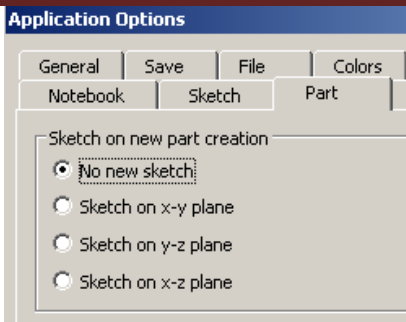 Application Options
General Save File Colors
Notebook Sketch Part
Sketch on new part creation
No new sketch
Sketch on x-y plane
Sketch on y-z plane
Sketch on x-z plane